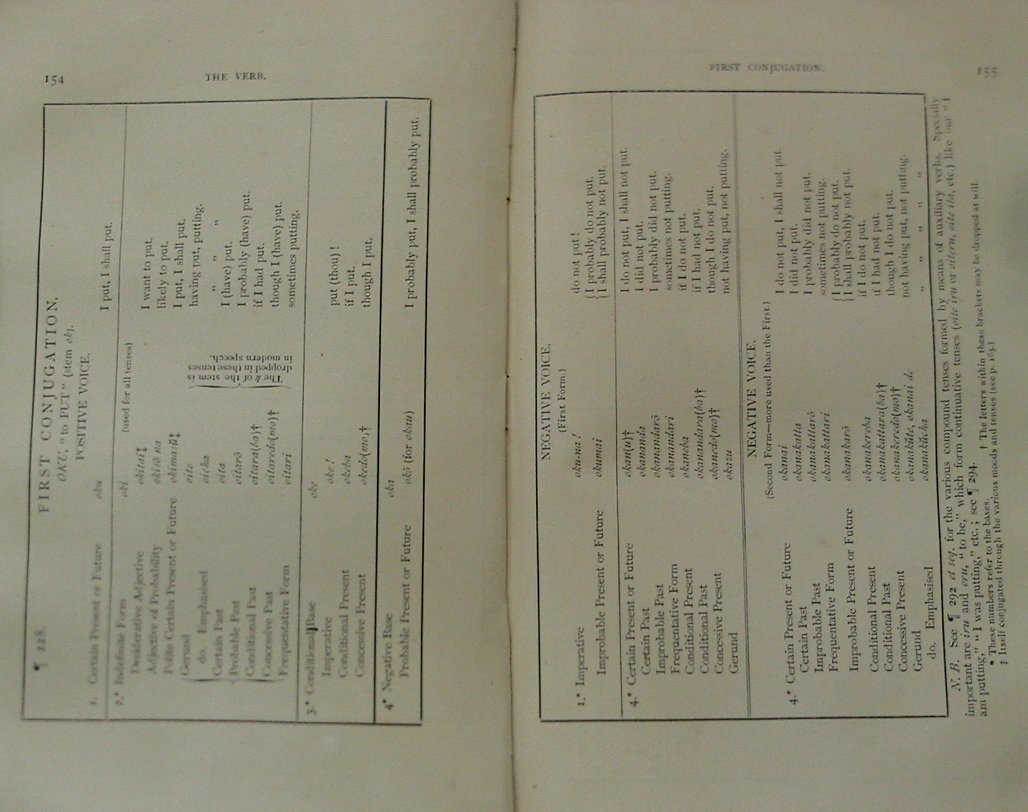 154
THE VERB.
¶ 228.
FIRST CONJUGATION.
OKU, "to PUT" (stem ok).
POSITIVE VOICE.
1. Certain Present or Future oku I put, I shall put.
2.* Indefinite Form oki (used for all tenses)
Desiderative Adjective okitai‡ I want to put.
Adjective of Probability okisō na likely to put.
Polite Certain Present or Future okimasŭ‡ I put, I shall put.
Gerund oite having put, putting.
do. Emphasised oicha „ „ „
Certain Past oita I (have) put.
Probable Past oitarō I probably (have) put.
Conditional Past oitara(ba)† if I had put.
Concessive Past oitaredo(mo)† though I (have) put.
Frequentative Form oitari sometimes putting.
The k of the stem is
dropped in these tenses
in modern speech.
3.* Conditional Base oke
Imperative oke! put (thou)!
Conditional Present okeba if I put.
Concessive Present okedo(mo)† though I put.
4* Negative Base oka
Probable Present or Future okō (for okau) I probably put, I shall probably put.
FIRST CONJUGATION.
155
NEGATIVE VOICE.
(First Form.)
1.* Imperative oku-na! do not put!
Improbable Present or Future okumai {I probably do not put.
{I shall probably not put.
4.* Certain Present or Future okan(u)† I do not put, I shall not put.
Certain Past okananda I did not put.
Improbable Past okanandarō I probably did not put.
Frequentative Form okanandari sometimes not putting.
Conditional Present okaneba if I do not put.
Conditional Past okanandara(ba)† if I had not put.
Concessive Present okanedo(mo)† though I do not put.
Gerund okazu not having put, not putting.
NEGATIVE VOICE.
(Second Form—more used than the First.)
4.* Certain Present or Future okanai I do not put, I shall not put.
Certain Past okanakatta I did not put.
Improbable Past okanakattarō I probably did not put.
Frequentative Form okanakattari sometimes not putting.
Improbable Present or Future okanakarō {I probably do not put.
{I shall probably not put.
Conditional Present okanakereba if I do not put.
Conditional Past okanakattara(ba)† if I had not put.
Concessive Present okanakeredo(mo)† though I do not put.
Gerund okanakŭte, okanai de not having put, not putting.
do. Emphasised okanakŭcha „ „ „ „
N.B. See ¶ 292 et seq. for the various compound tenses formed by means of auxiliary verbs. Specially
important are iru and oru, "to be," which form continuative tenses (oite iru or oiteru, oite ita, etc.) like our "I
am putting," "I was putting," etc.; see ¶ 294.
* These numbers refer to the bases. † The letters within these brackets may be dropped at will
‡ Itself conjugated through the various moods and tenses (see p. 163.)